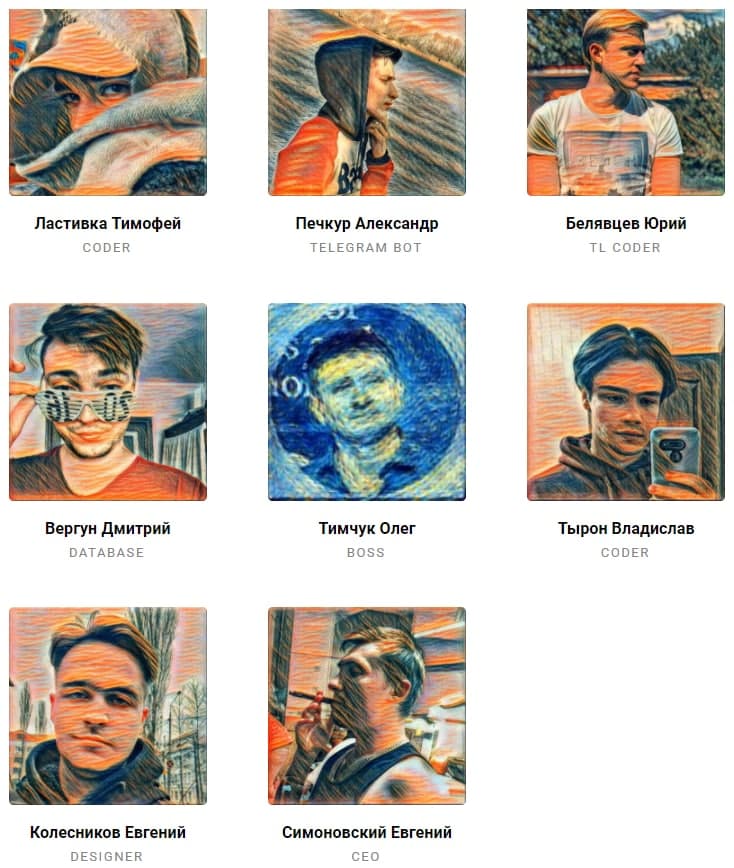 Ластивка Тимофей
CODER
Печкур Александр
TELEGRAM BOT
Белявцев Юрий
TL CODER
Вергун Дмитрий
DATABASE
Тимчук Олег
BOSS
Тырон Владислав
CODER
Колесников Евгений
DESIGNER
Симоновский Евгений
CEO